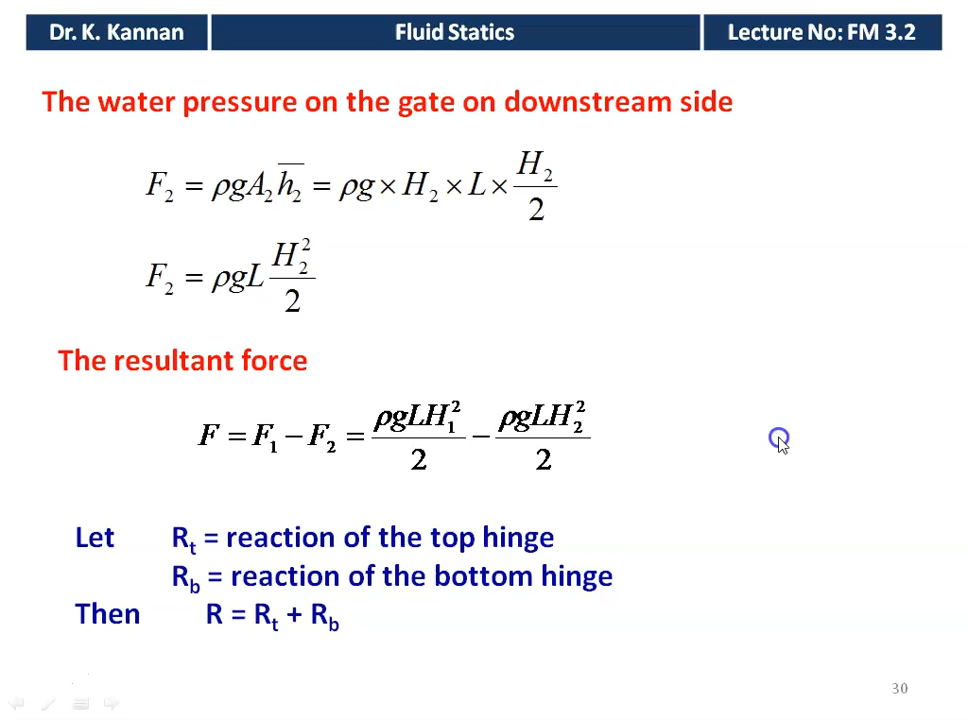 Dr. K. Kannan Fluid Statics Lecture No: FM 3.2
The water pressure on the gate on downstream side
F₂ = ρgA₂h̅₂ = ρg × H₂ × L × H₂/2
F₂ = ρgL H₂²/2
The resultant force
F = F₁ − F₂ = ρgLH₁²/2 − ρgLH₂²/2
Let Rₜ = reaction of the top hinge
R_b = reaction of the bottom hinge
Then R = Rₜ + R_b
30